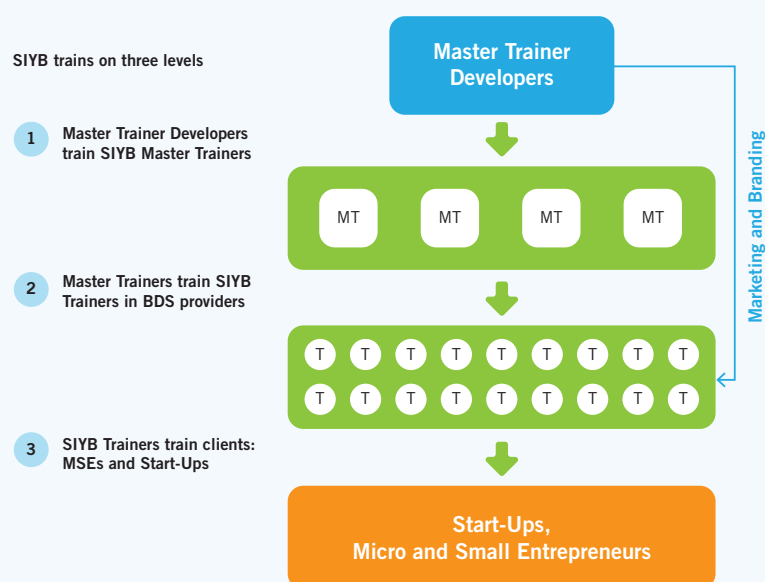 SIYB trains on three levels
Master Trainer
Developers
1
Master Trainer Developers
train SIYB Master Trainers
MT MT MT MT
2
Master Trainers train SIYB
Trainers in BDS providers
T T T T T T T T T
T T T T T T T T T
3
SIYB Trainers train clients:
MSEs and Start-Ups
Start-Ups,
Micro and Small Entrepreneurs
Marketing and Branding